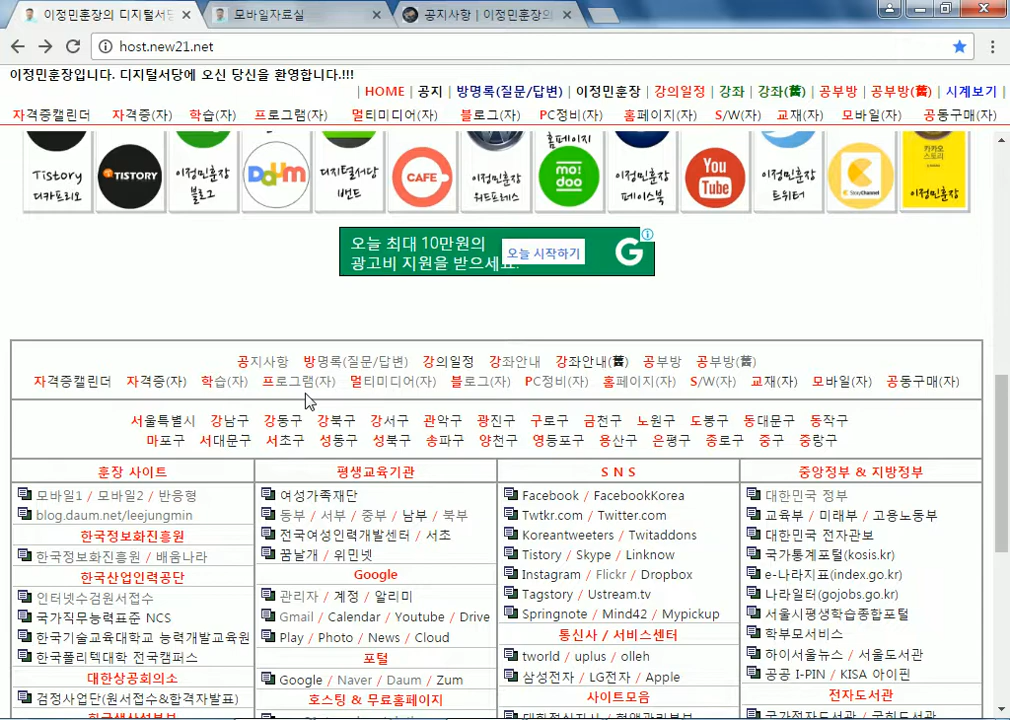 이정민훈장의 디지털서당
모바일자료실
공지사항 | 이정민훈장의
host.new21.net
이정민훈장입니다. 디지털서당에 오신 당신을 환영합니다.!!!
| HOME | 공지 | 방명록(질문/답변) | 이정민훈장 | 강의일정 | 강좌 | 강좌(舊) | 공부방 | 공부방(舊) | 시계보기 |
자격증캘린더 자격증(자) 학습(자) 프로그램(자) 멀티미디어(자) 블로그(자) PC정비(자) 홈페이지(자) S/W(자) 교재(자) 모바일(자) 공동구매(자)
Tistory 디카프리오
TISTORY
이정민훈장 블로그
Daum
디지털서당 밴드
CAFE
이정민훈장 워드프레스
홈페이지
mo!doo
이정민훈장 페이스북
You Tube
이정민훈장 트위터
StoryChannel
카카오 스토리
이정민훈장
오늘 최대 10만원의
광고비 지원을 받으세요.
오늘 시작하기
G
공지사항 방명록(질문/답변) 강의일정 강좌안내 강좌안내(舊) 공부방 공부방(舊)
자격증캘린더 자격증(자) 학습(자) 프로그램(자) 멀티미디어(자) 블로그(자) PC정비(자) 홈페이지(자) S/W(자) 교재(자) 모바일(자) 공동구매(자)
서울특별시 강남구 강동구 강북구 강서구 관악구 광진구 구로구 금천구 노원구 도봉구 동대문구 동작구
마포구 서대문구 서초구 성동구 성북구 송파구 양천구 영등포구 용산구 은평구 종로구 중구 중랑구
훈장 사이트
모바일1 / 모바일2 / 반응형
blog.daum.net/leejungmin
한국정보화진흥원
한국정보화진흥원 / 배움나라
한국산업인력공단
인터넷수검원서접수
국가직무능력표준 NCS
한국기술교육대학교 능력개발교육원
한국폴리텍대학 전국캠퍼스
대한상공회의소
검정사업단(원서접수&합격자발표)
한국생산성본부
평생교육기관
여성가족재단
동부 / 서부 / 중부 / 남부 / 북부
전국여성인력개발센터 / 서초
꿈날개 / 위민넷
Google
관리자 / 계정 / 알리미
Gmail / Calendar / Youtube / Drive
Play / Photo / News / Cloud
포털
Google / Naver / Daum / Zum
호스팅 & 무료홈페이지
S N S
Facebook / FacebookKorea
Twtkr.com / Twitter.com
Koreantweeters / Twitaddons
Tistory / Skype / Linknow
Instagram / Flickr / Dropbox
Tagstory / Ustream.tv
Springnote / Mind42 / Mypickup
통신사 / 서비스센터
tworld / uplus / olleh
삼성전자 / LG전자 / Apple
사이트모음
중앙정부 & 지방정부
대한민국 정부
교육부 / 미래부 / 고용노동부
대한민국 전자관보
국가통계포털(kosis.kr)
e-나라지표(index.go.kr)
나라일터(gojobs.go.kr)
서울시평생학습종합포털
학부모서비스
하이서울뉴스 / 서울도서관
공공 I-PIN / KISA 아이핀
전자도서관
국가전자도서관 / 국회도서관